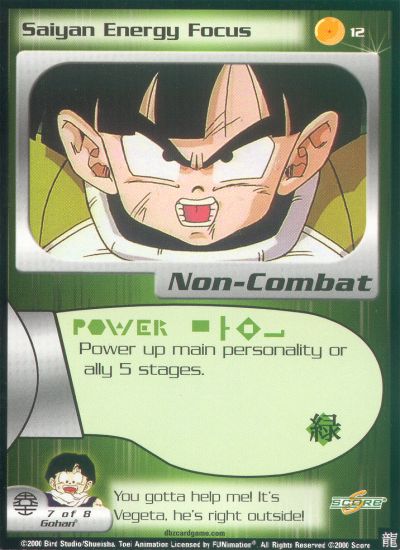 Saiyan Energy Focus
12
Non-Combat
POWER
Power up main personality or
ally 5 stages.
緑
7 of 8
Gohan
You gotta help me! It's
Vegeta, he's right outside!
SCORE
dbzcardgame.com
©2000 Bird Studio/Shueisha, Toei Animation Licensed by FUNimation® All Rights Reserved ©2000 Score
龍